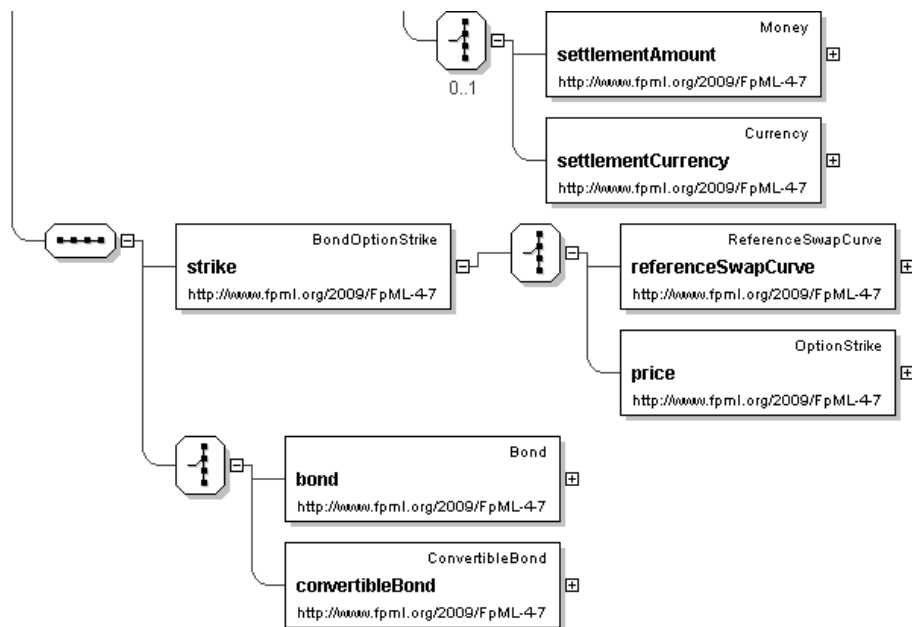 Money
settlementAmount
http://www.fpml.org/2009/FpML-4-7
0..1
Currency
settlementCurrency
http://www.fpml.org/2009/FpML-4-7
BondOptionStrike
strike
http://www.fpml.org/2009/FpML-4-7
ReferenceSwapCurve
referenceSwapCurve
http://www.fpml.org/2009/FpML-4-7
OptionStrike
price
http://www.fpml.org/2009/FpML-4-7
Bond
bond
http://www.fpml.org/2009/FpML-4-7
ConvertibleBond
convertibleBond
http://www.fpml.org/2009/FpML-4-7